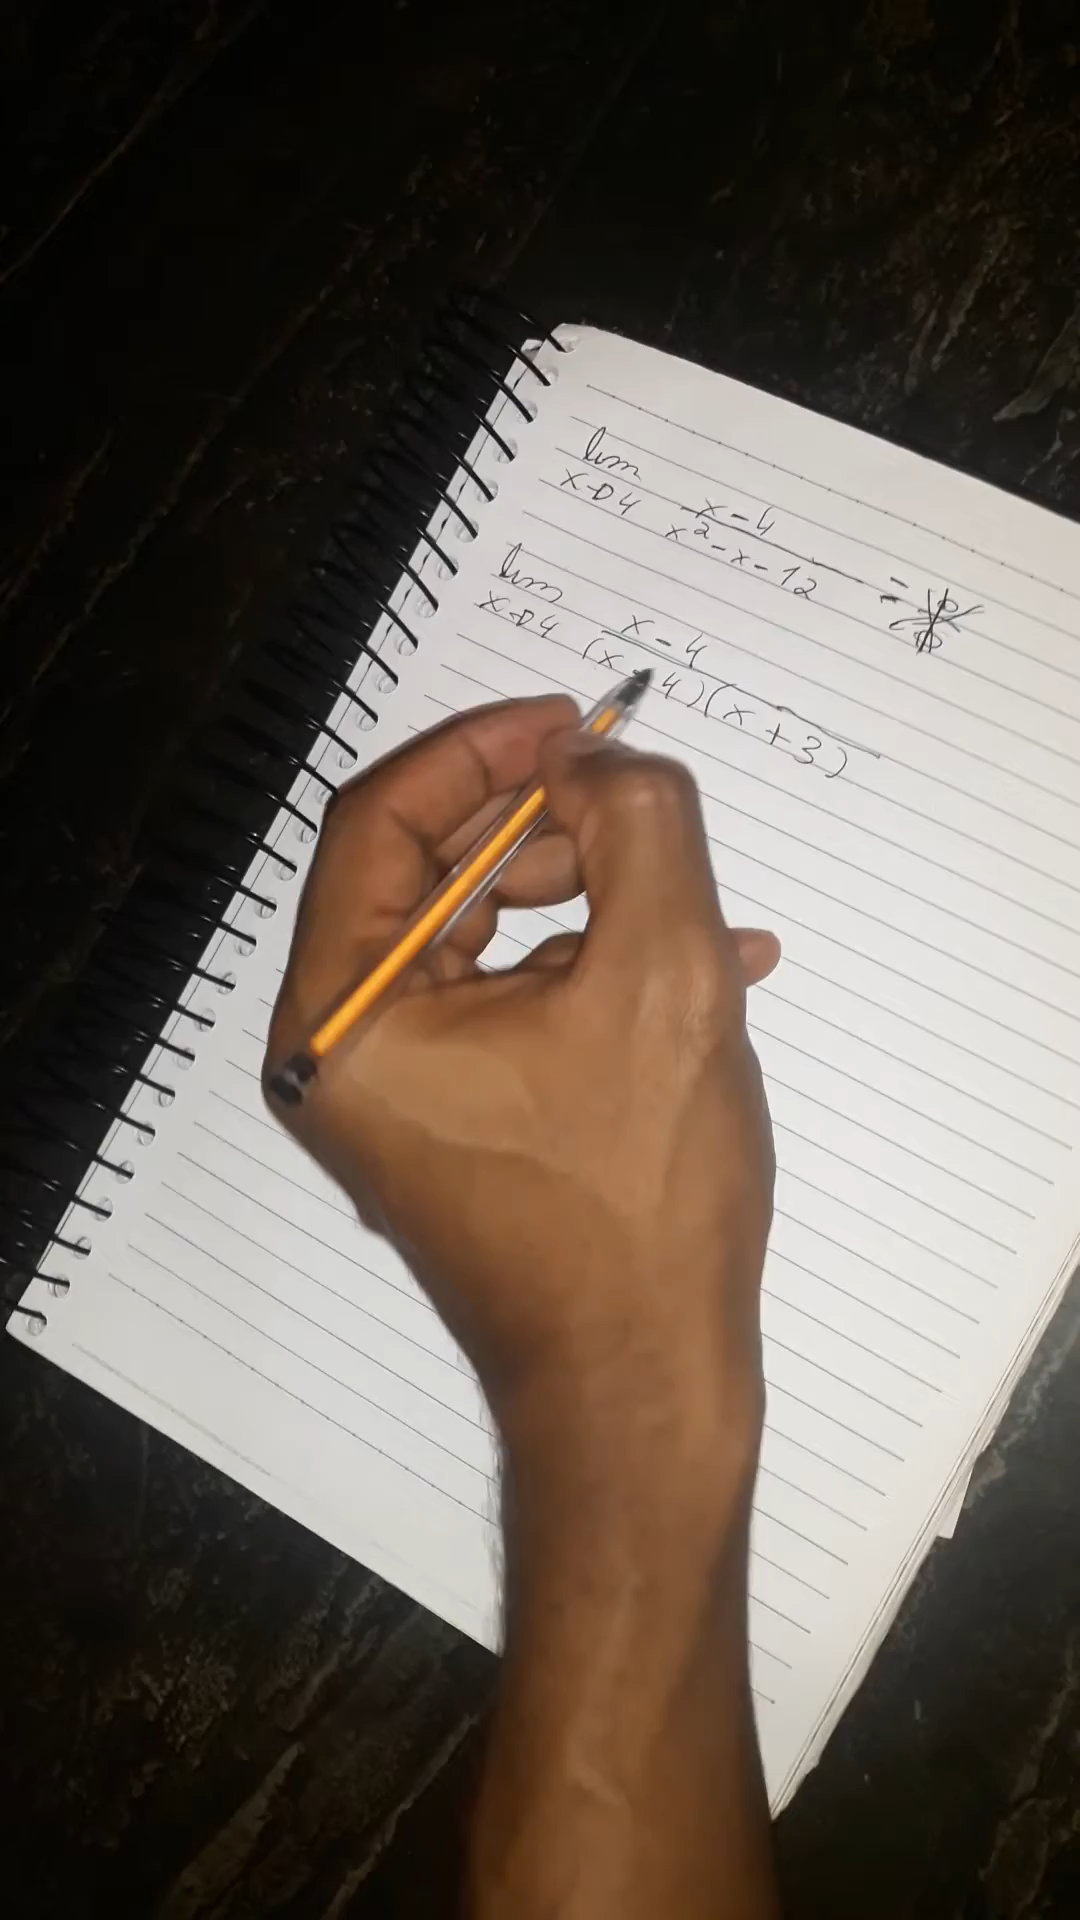 lim x→4 x-4 / x²-x-12 = 0/0
lim x→4 x-4 / (x-4)(x+3)